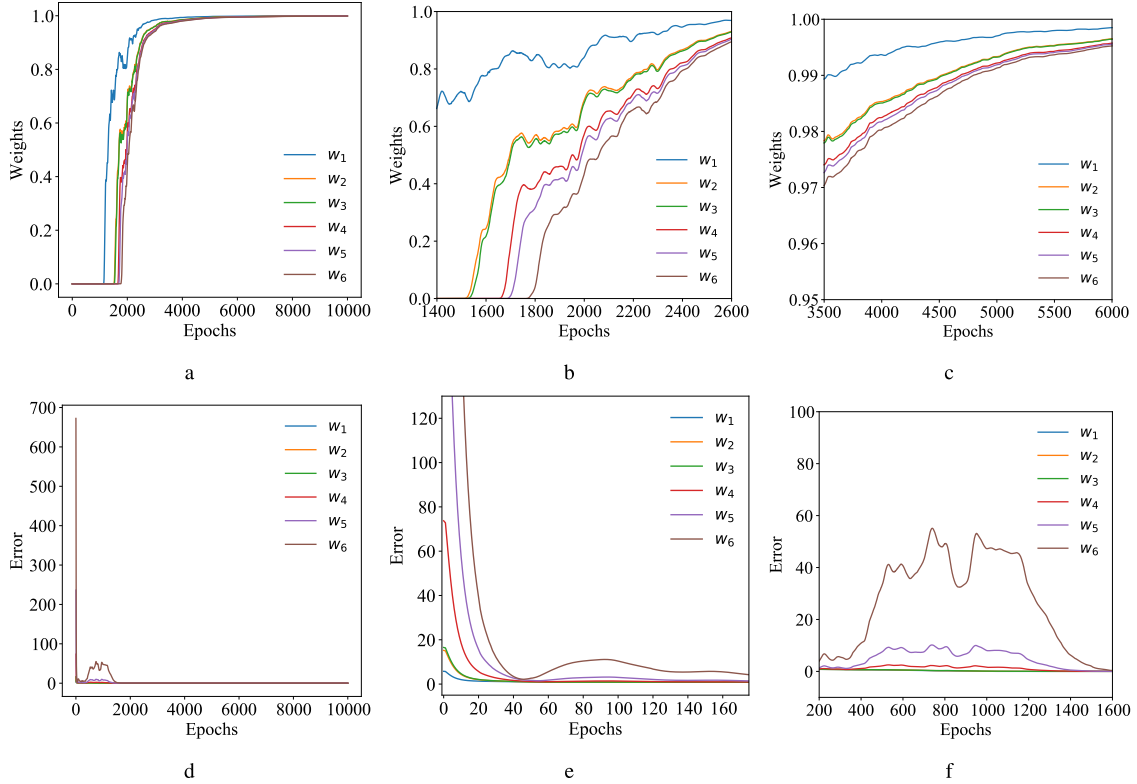 Weights
1.0
0.8
0.6
0.4
0.2
0.0
w1
w2
w3
w4
w5
w6
0 2000 4000 6000 8000 10000
Epochs
a
Weights
1.0
0.8
0.6
0.4
0.2
0.0
w1
w2
w3
w4
w5
w6
1400 1600 1800 2000 2200 2400 2600
Epochs
b
Weights
1.00
0.99
0.98
0.97
0.96
0.95
w1
w2
w3
w4
w5
w6
3500 4000 4500 5000 5500 6000
Epochs
c
Error
700
600
500
400
300
200
100
0
w1
w2
w3
w4
w5
w6
0 2000 4000 6000 8000 10000
Epochs
d
Error
120
100
80
60
40
20
0
w1
w2
w3
w4
w5
w6
0 20 40 60 80 100 120 140 160
Epochs
e
Error
100
80
60
40
20
0
w1
w2
w3
w4
w5
w6
200 400 600 800 1000 1200 1400 1600
Epochs
f